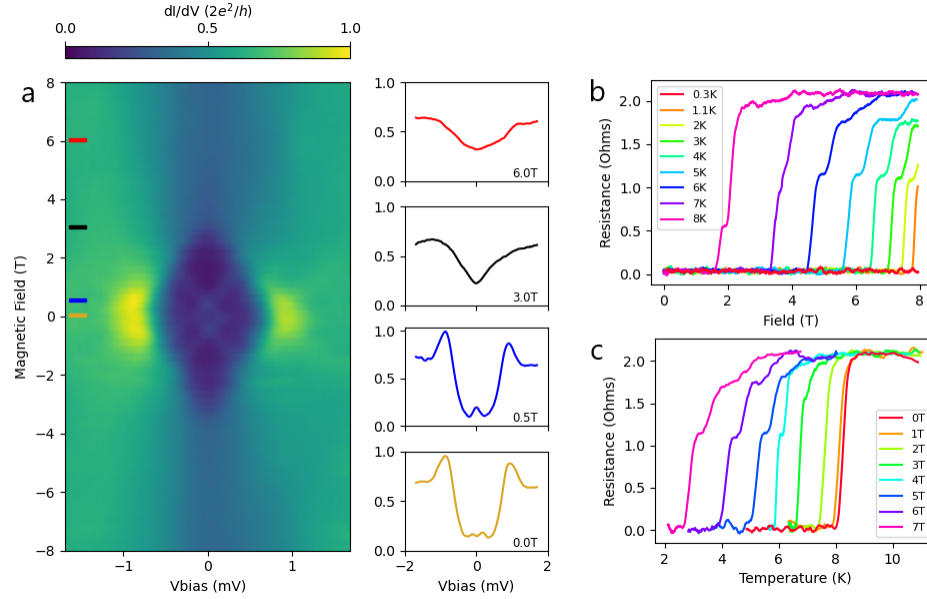 dI/dV (2e²/h)
0.0 0.5 1.0
a
8
6
4
2
0
−2
−4
−6
−8
Magnetic Field (T)
−1 0 1
Vbias (mV)
1.0
0.5
0.0
6.0T
1.0
0.5
0.0
3.0T
1.0
0.5
0.0
0.5T
1.0
0.5
0.0
0.0T
−2 0 2
Vbias (mV)
b
2.0
1.5
1.0
0.5
0.0
Resistance (Ohms)
0.3K
1.1K
2K
3K
4K
5K
6K
7K
8K
0 2 4 6 8
Field (T)
c
2.0
1.5
1.0
0.5
0.0
Resistance (Ohms)
0T
1T
2T
3T
4T
5T
6T
7T
2 4 6 8 10
Temperature (K)